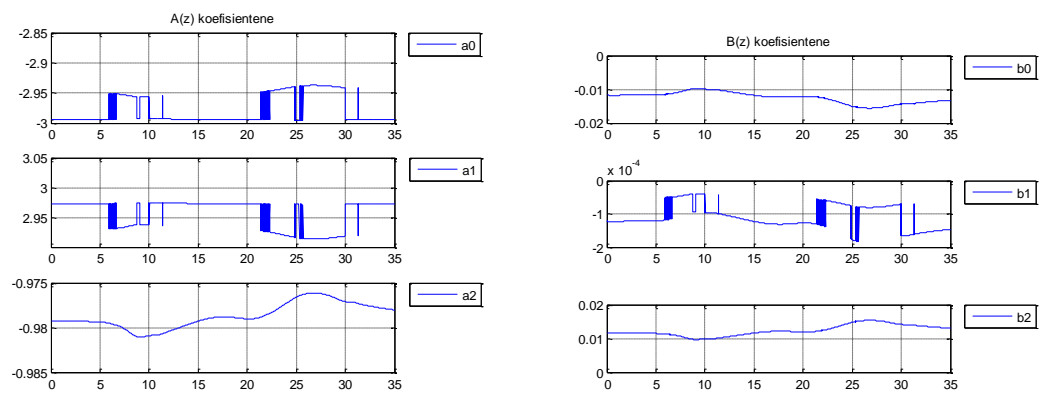 A(z) koefisientene
-2.85
-2.9
-2.95
-3
0 5 10 15 20 25 30 35
a0
3.05
3
2.95
0 5 10 15 20 25 30 35
a1
-0.975
-0.98
-0.985
0 5 10 15 20 25 30 35
a2
B(z) koefisientene
0
-0.01
-0.02
0 5 10 15 20 25 30 35
b0
x 10^-4
0
-1
-2
0 5 10 15 20 25 30 35
b1
0.02
0.01
0
0 5 10 15 20 25 30 35
b2